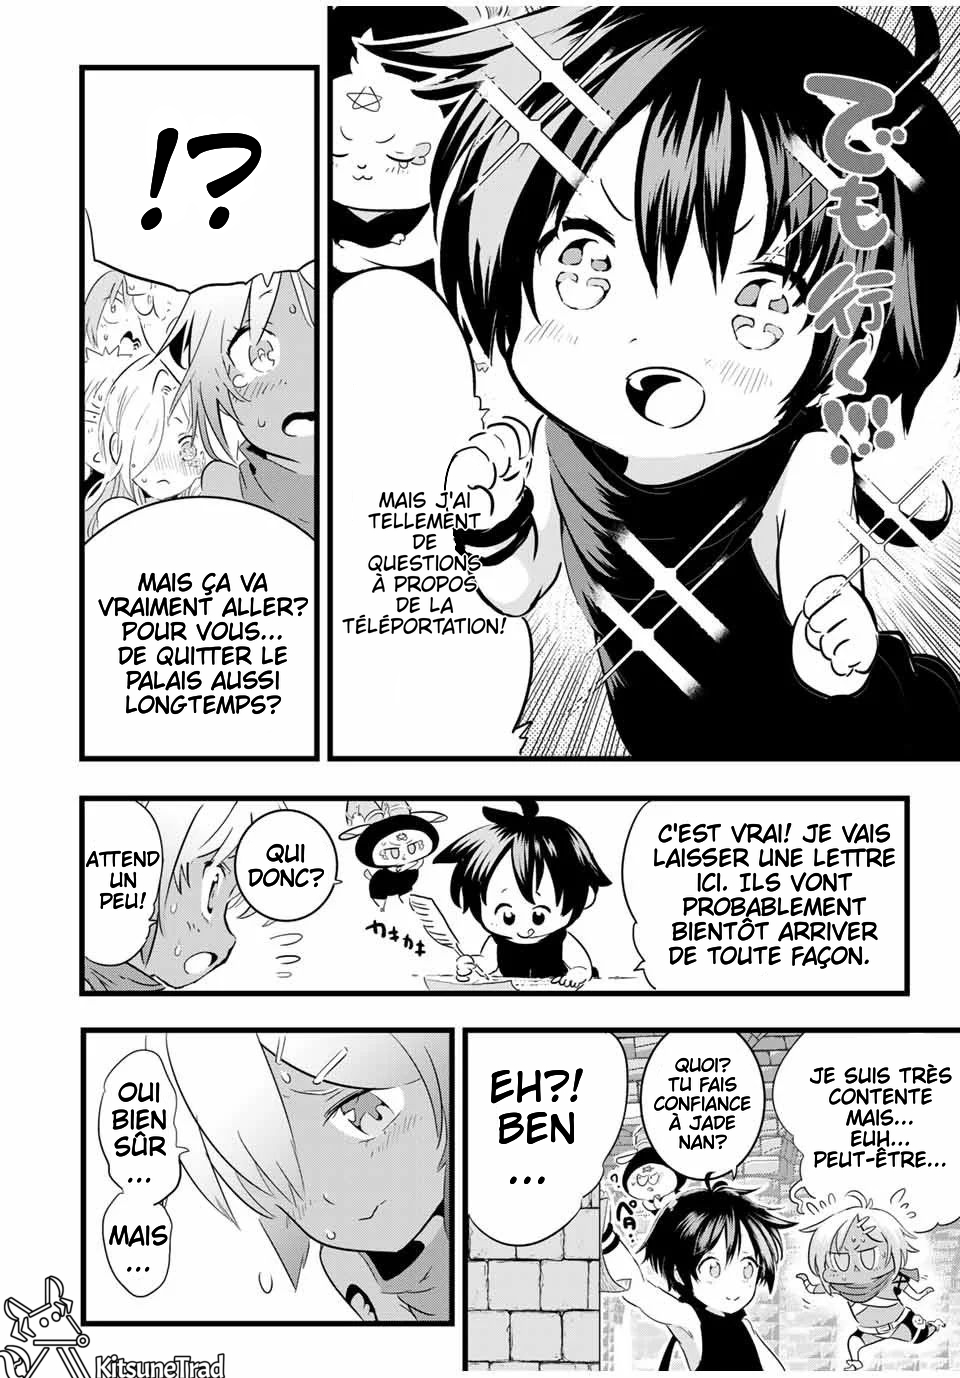 でも行く!!!
MAIS J'AI
TELLEMENT
DE
QUESTIONS
À PROPOS
DE LA
TÉLÉPORTATION!
!?
MAIS ÇA VA
VRAIMENT ALLER?
POUR VOUS...
DE QUITTER LE
PALAIS AUSSI
LONGTEMPS?
C'EST VRAI! JE VAIS
LAISSER UNE LETTRE
ICI. ILS VONT
PROBABLEMENT
BIENTÔT ARRIVER
DE TOUTE FAÇON.
カキカキ
QUI
DONC?
ATTEND
UN
PEU!
JE SUIS TRÈS
CONTENTE
MAIS...
EUH...
PEUT-ÊTRE...
QUOI?
TU FAIS
CONFIANCE
À JADE
NAN?
EH?!
BEN
...
OUI
BIEN
SÛR
...
MAIS
...
KitsuneTrad